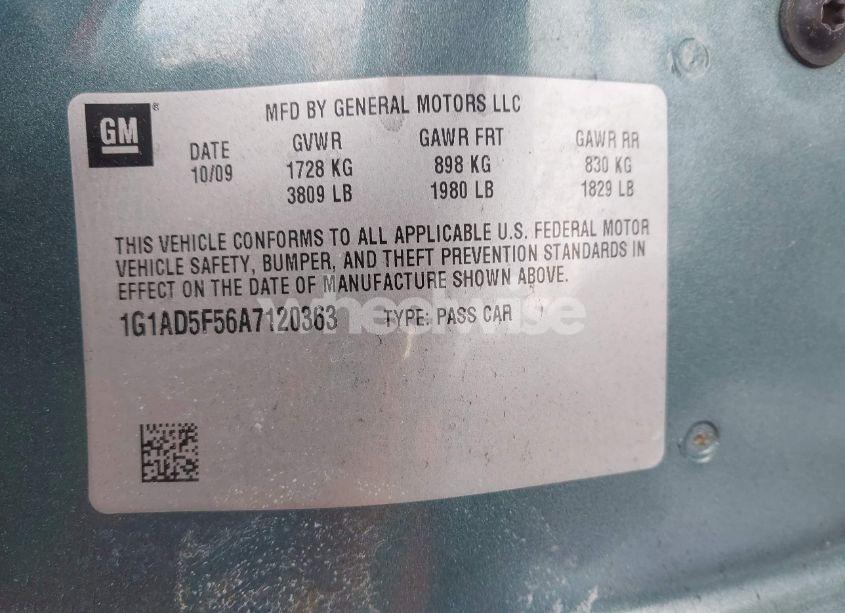 GM ®
MFD BY GENERAL MOTORS LLC
DATE GVWR GAWR FRT GAWR RR
10/09 1728 KG 898 KG 830 KG
3809 LB 1980 LB 1829 LB
THIS VEHICLE CONFORMS TO ALL APPLICABLE U.S. FEDERAL MOTOR
VEHICLE SAFETY, BUMPER, AND THEFT PREVENTION STANDARDS IN
EFFECT ON THE DATE OF MANUFACTURE SHOWN ABOVE.
1G1AD5F56A7120363 TYPE: PASS CAR
wheelwise